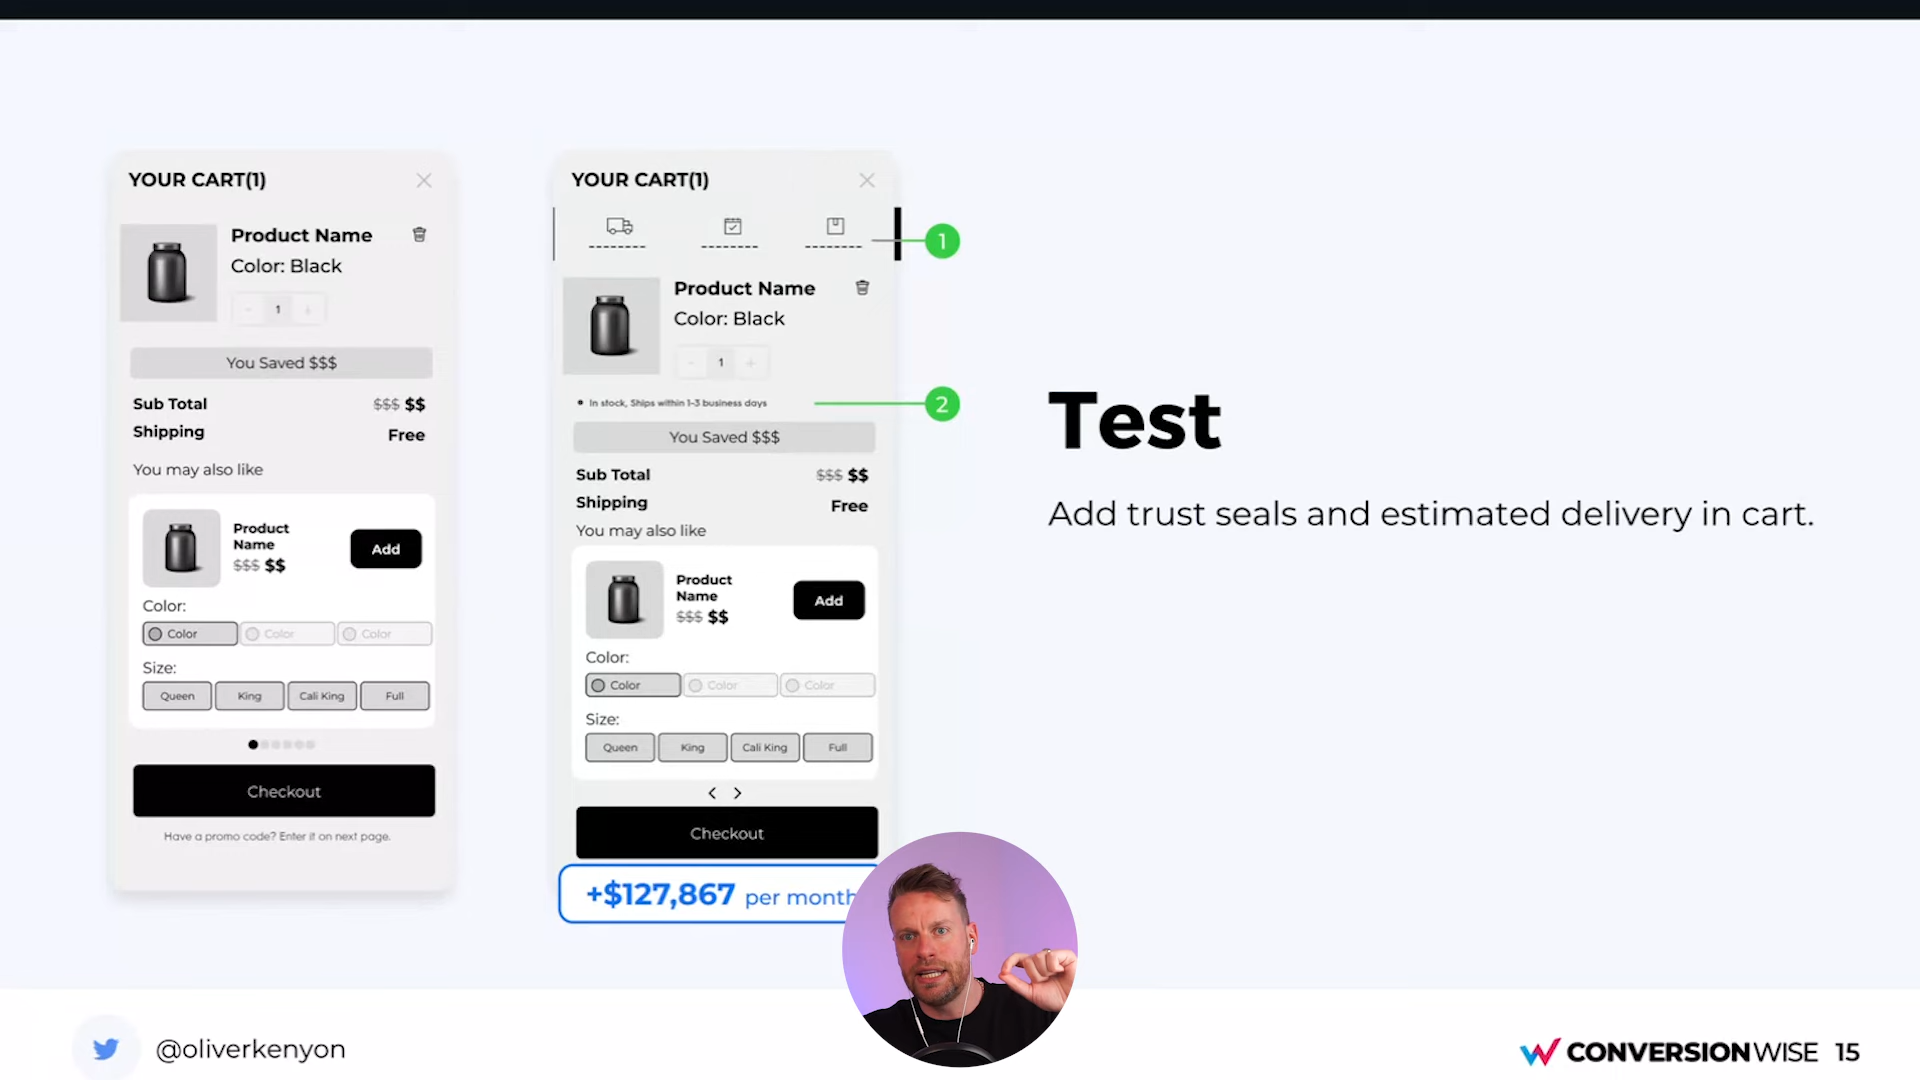 YOUR CART(1)
Product Name
Color: Black
- 1 +
You Saved $$$
Sub Total $$$ $$
Shipping Free
You may also like
Product
Name
$$$ $$
Add
Color:
Color Color Color
Size:
Queen King Cali King Full
Checkout
Have a promo code? Enter it on next page.
YOUR CART(1)
1
Product Name
Color: Black
- 1 +
In stock, Ships within 1-3 business days
2
You Saved $$$
Sub Total $$$ $$
Shipping Free
You may also like
Product
Name
$$$ $$
Add
Color:
Color Color Color
Size:
Queen King Cali King Full
Checkout
+$127,867 per month
Test
Add trust seals and estimated delivery in cart.
@oliverkenyon
CONVERSIONWISE 15